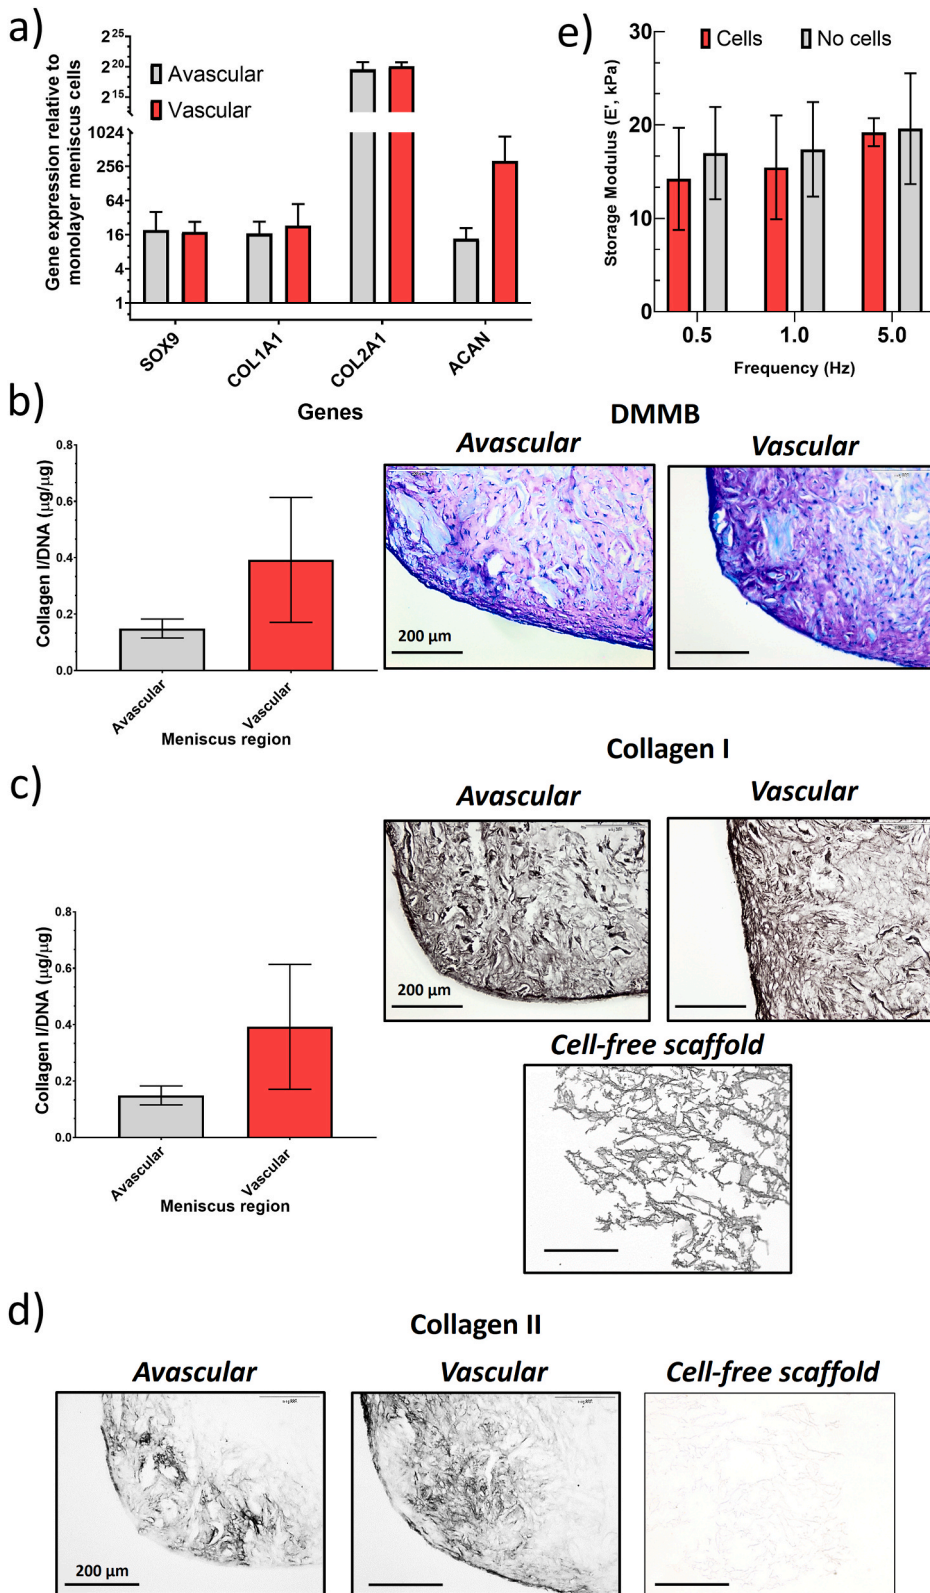 a)
Gene expression relative to
monolayer meniscus cells
2^25
2^20
2^15
1024
256
64
16
4
1
Avascular
Vascular
SOX9
COL1A1
COL2A1
ACAN
Genes
e)
Storage Modulus (E', kPa)
30
20
10
0
Cells
No cells
0.5
1.0
5.0
Frequency (Hz)
b)
Collagen I/DNA (µg/µg)
0.8
0.6
0.4
0.2
0.0
Avascular
Vascular
Meniscus region
DMMB
Avascular
Vascular
200 µm
c)
Collagen I/DNA (µg/µg)
0.8
0.6
0.4
0.2
0.0
Avascular
Vascular
Meniscus region
Collagen I
Avascular
Vascular
200 µm
Cell-free scaffold
d)
Collagen II
Avascular
Vascular
Cell-free scaffold
200 µm